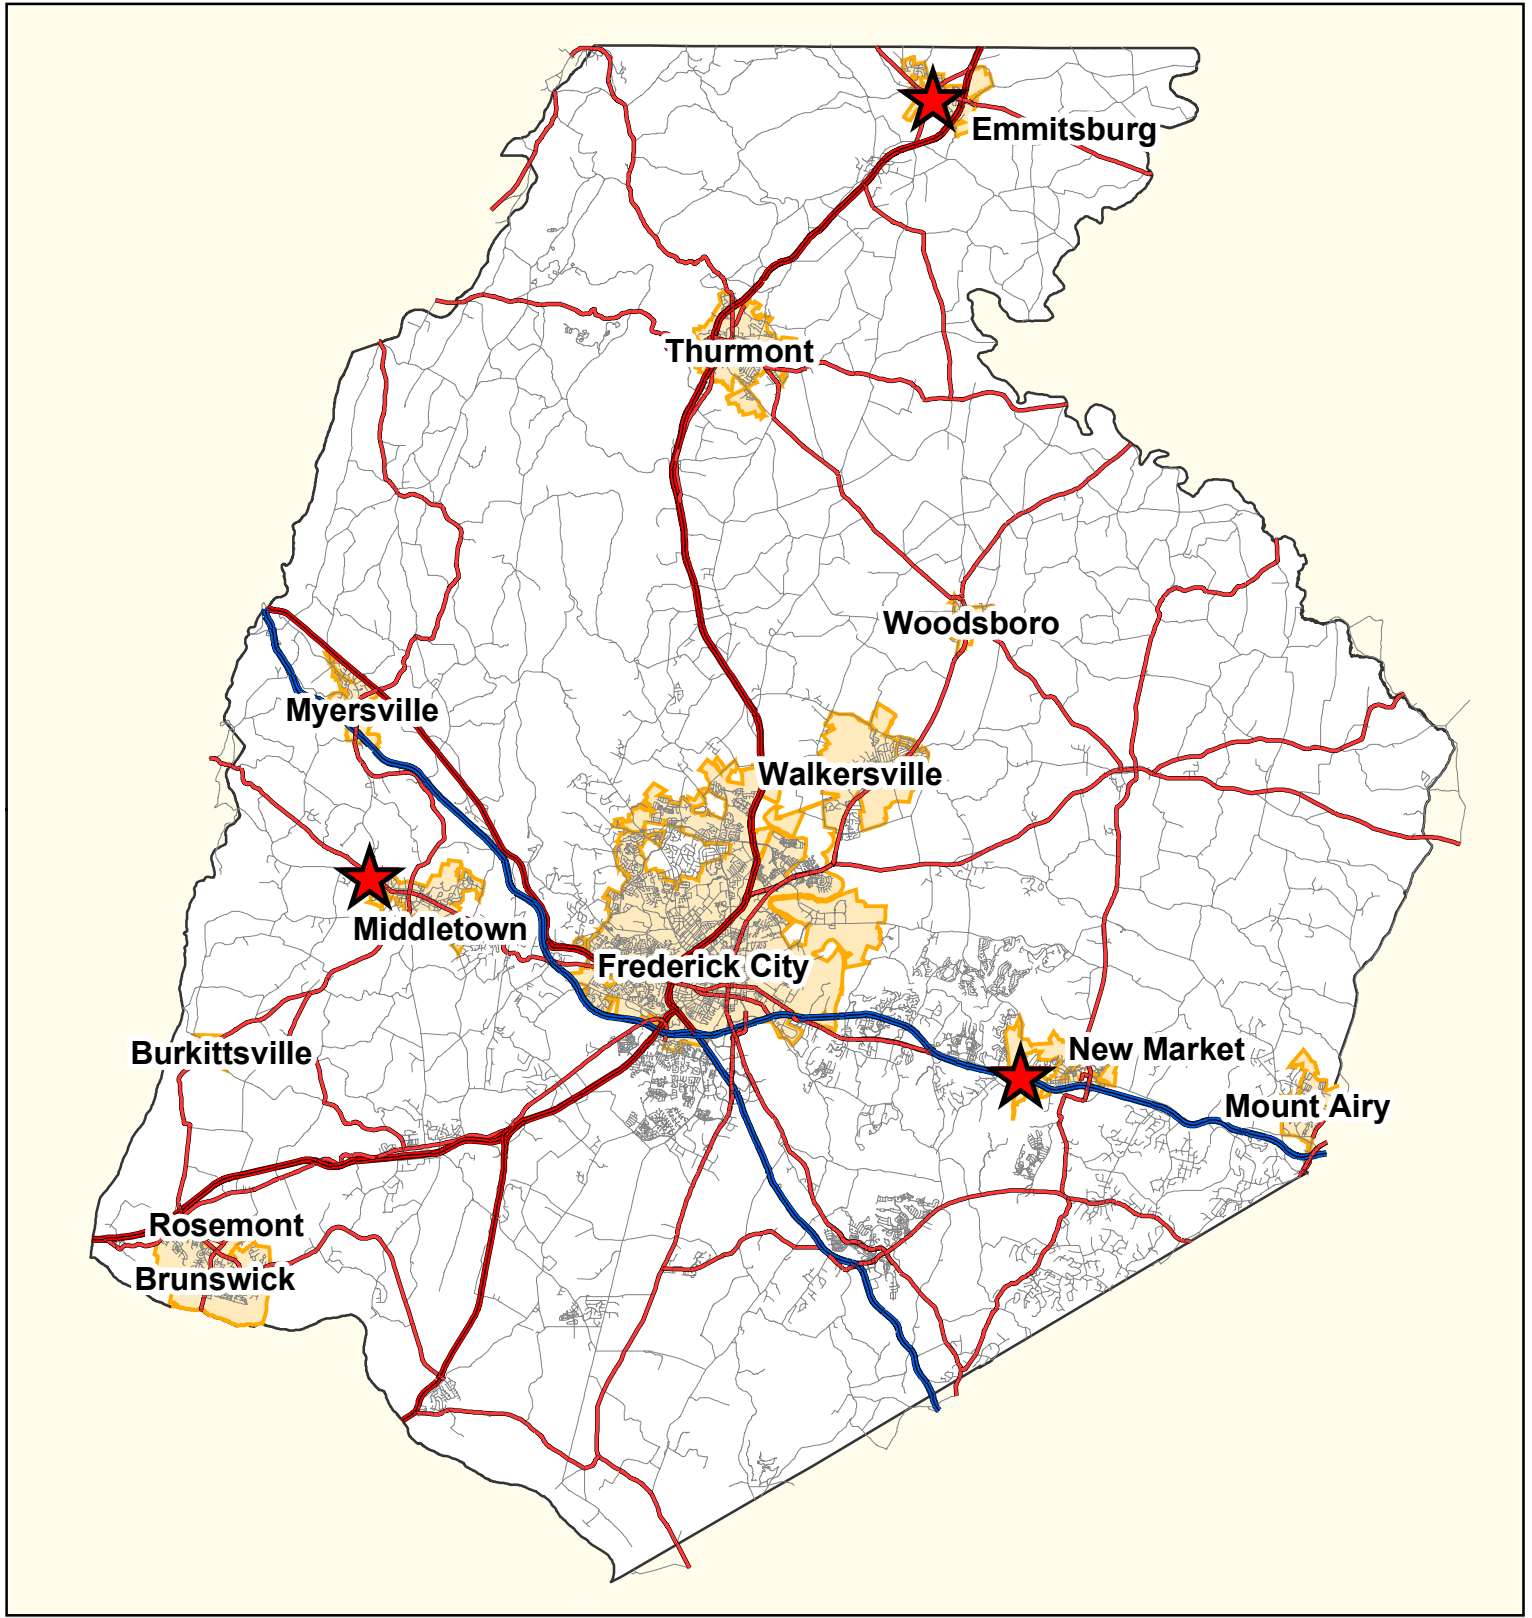 Emmitsburg
Thurmont
Woodsboro
Myersville
Walkersville
Middletown
Frederick City
New Market
Burkittsville
Mount Airy
Rosemont
Brunswick